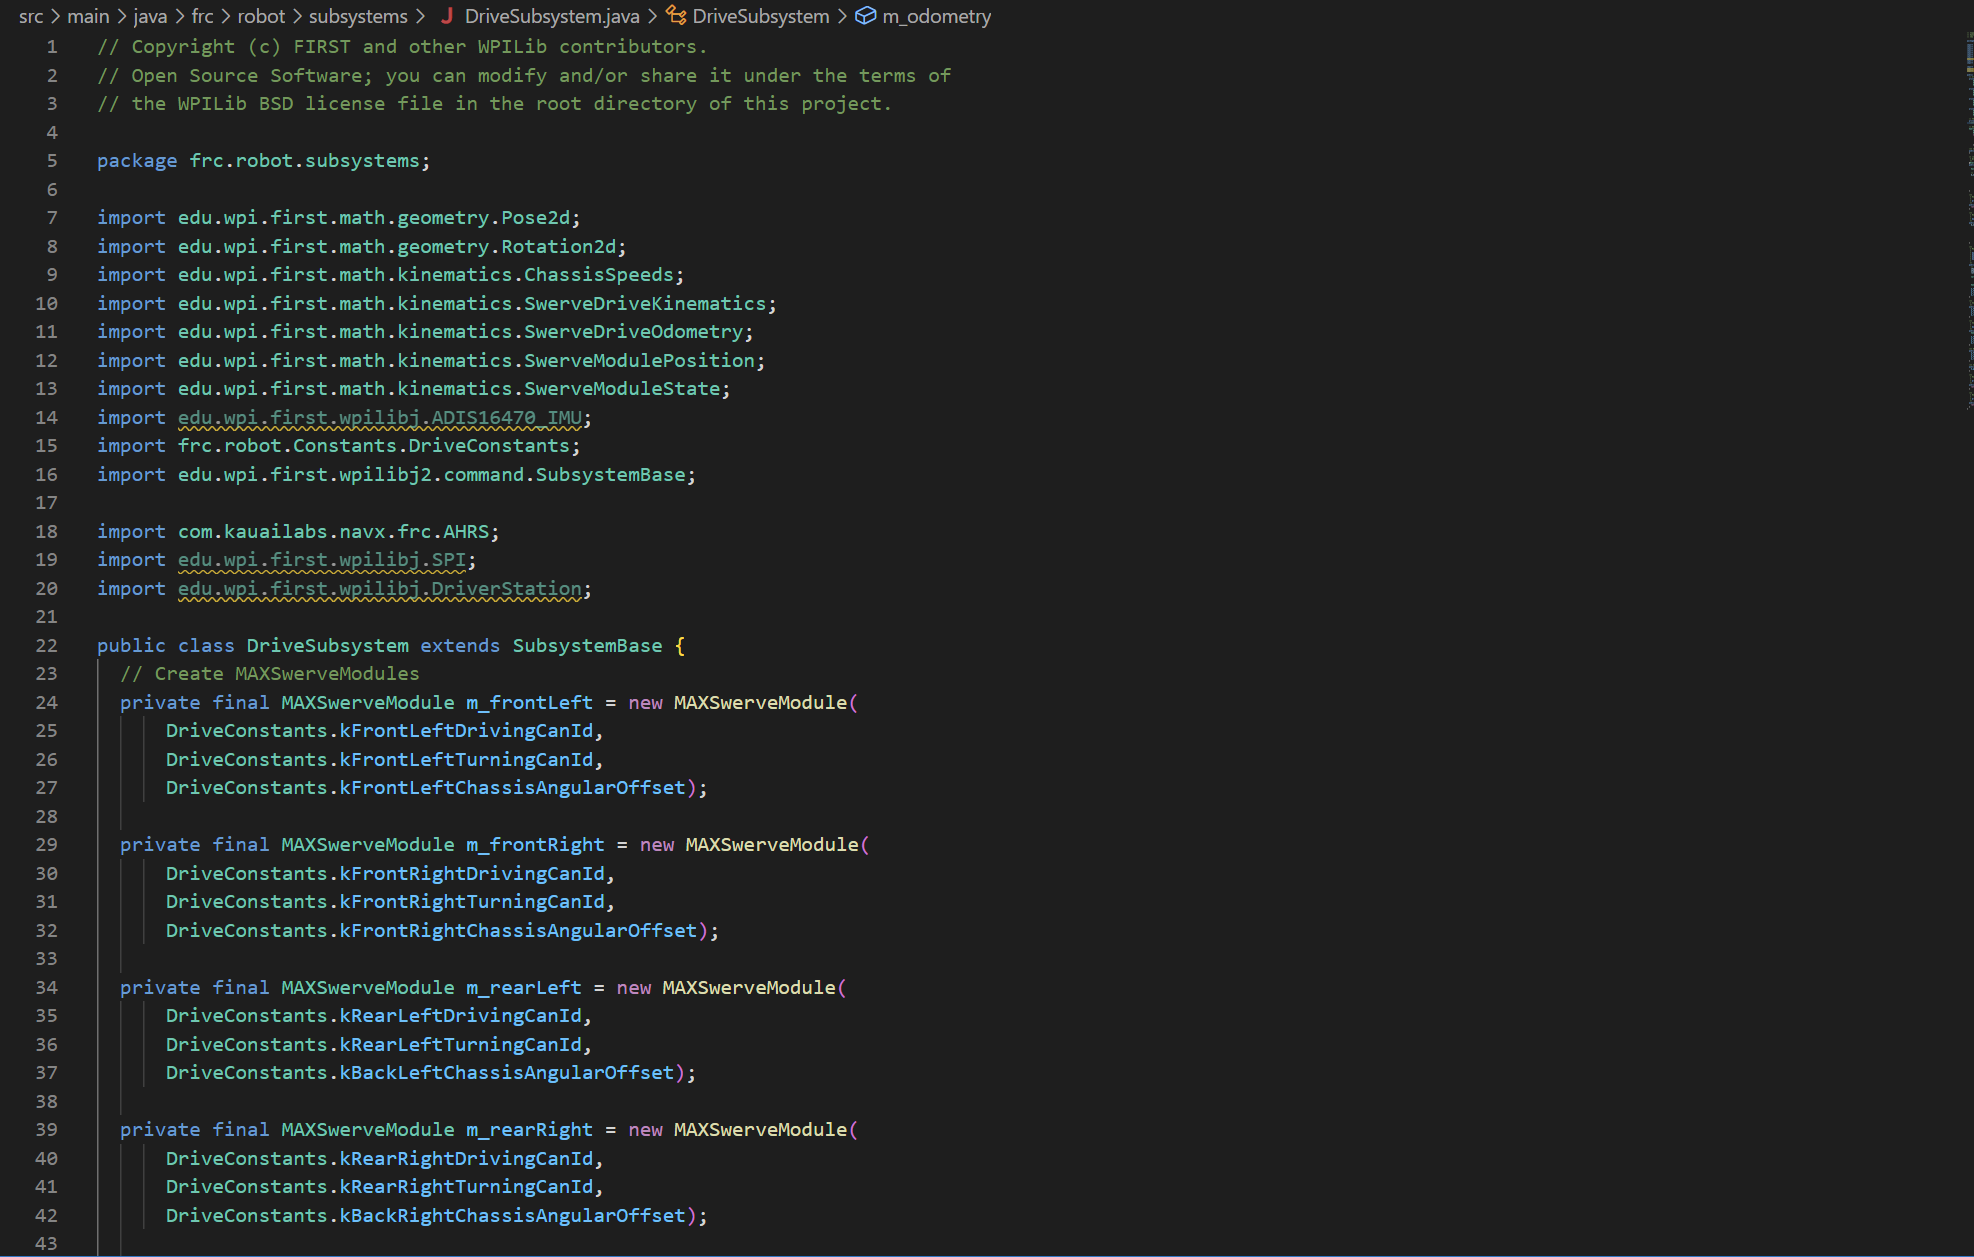 src > main > java > frc > robot > subsystems > J DriveSubsystem.java > DriveSubsystem > m_odometry
1 // Copyright (c) FIRST and other WPILib contributors.
2 // Open Source Software; you can modify and/or share it under the terms of
3 // the WPILib BSD license file in the root directory of this project.
4
5 package frc.robot.subsystems;
6
7 import edu.wpi.first.math.geometry.Pose2d;
8 import edu.wpi.first.math.geometry.Rotation2d;
9 import edu.wpi.first.math.kinematics.ChassisSpeeds;
10 import edu.wpi.first.math.kinematics.SwerveDriveKinematics;
11 import edu.wpi.first.math.kinematics.SwerveDriveOdometry;
12 import edu.wpi.first.math.kinematics.SwerveModulePosition;
13 import edu.wpi.first.math.kinematics.SwerveModuleState;
14 import edu.wpi.first.wpilibj.ADIS16470_IMU;
15 import frc.robot.Constants.DriveConstants;
16 import edu.wpi.first.wpilibj2.command.SubsystemBase;
17
18 import com.kauailabs.navx.frc.AHRS;
19 import edu.wpi.first.wpilibj.SPI;
20 import edu.wpi.first.wpilibj.DriverStation;
21
22 public class DriveSubsystem extends SubsystemBase {
23 // Create MAXSwerveModules
24 private final MAXSwerveModule m_frontLeft = new MAXSwerveModule(
25 DriveConstants.kFrontLeftDrivingCanId,
26 DriveConstants.kFrontLeftTurningCanId,
27 DriveConstants.kFrontLeftChassisAngularOffset);
28
29 private final MAXSwerveModule m_frontRight = new MAXSwerveModule(
30 DriveConstants.kFrontRightDrivingCanId,
31 DriveConstants.kFrontRightTurningCanId,
32 DriveConstants.kFrontRightChassisAngularOffset);
33
34 private final MAXSwerveModule m_rearLeft = new MAXSwerveModule(
35 DriveConstants.kRearLeftDrivingCanId,
36 DriveConstants.kRearLeftTurningCanId,
37 DriveConstants.kBackLeftChassisAngularOffset);
38
39 private final MAXSwerveModule m_rearRight = new MAXSwerveModule(
40 DriveConstants.kRearRightDrivingCanId,
41 DriveConstants.kRearRightTurningCanId,
42 DriveConstants.kBackRightChassisAngularOffset);
43